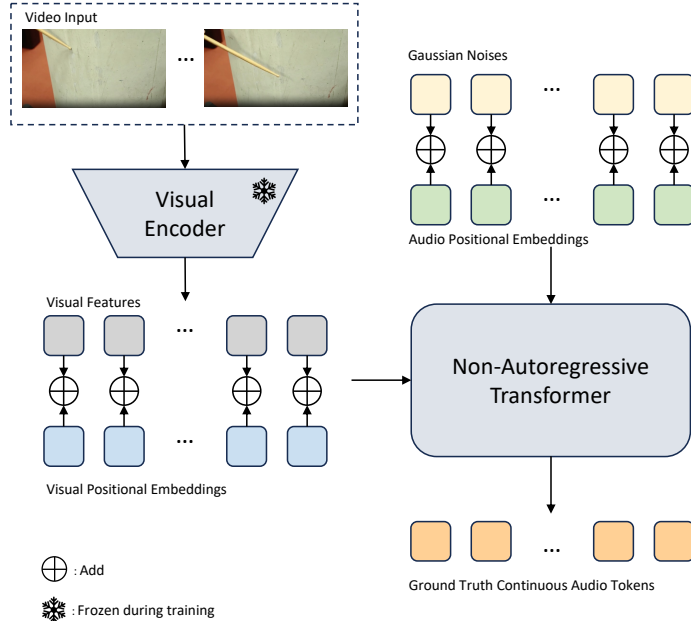 Video Input
...
Visual
Encoder
Visual Features
...
...
Visual Positional Embeddings
: Add
: Frozen during training
Gaussian Noises
...
...
Audio Positional Embeddings
Non-Autoregressive
Transformer
...
Ground Truth Continuous Audio Tokens